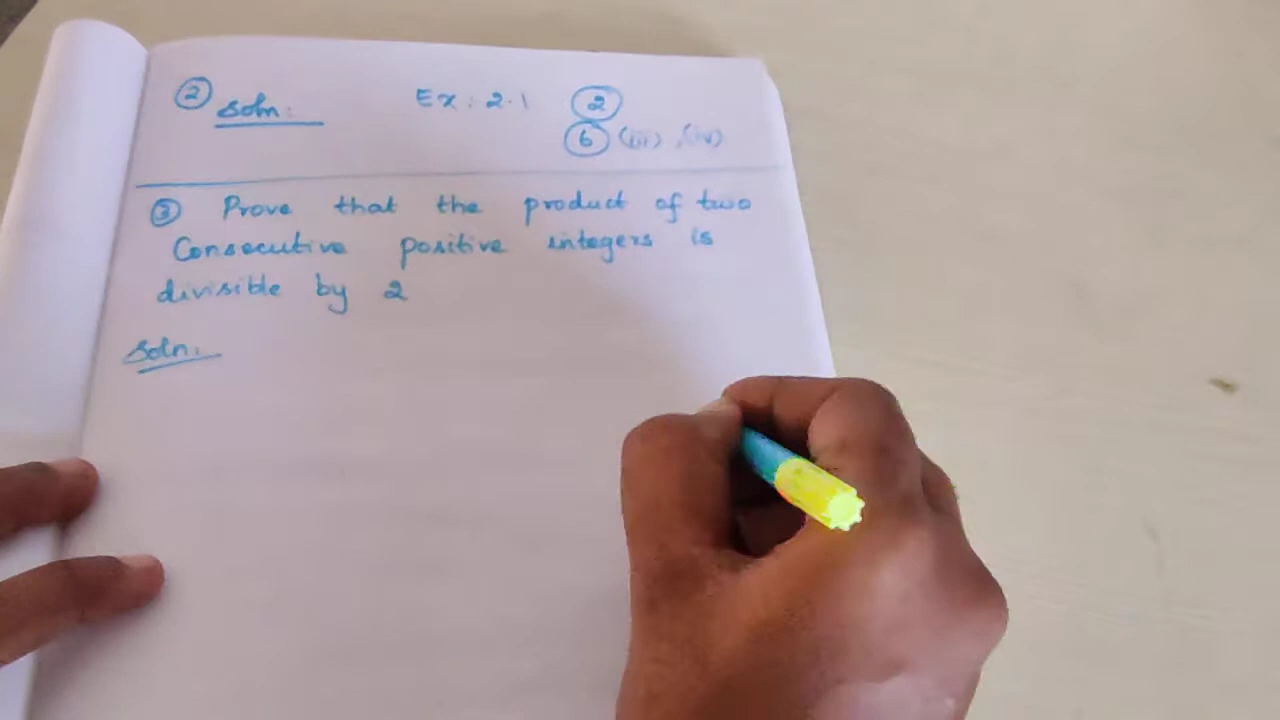 ② Soln:
Ex: 2.1 ②
⑥ (iii), (iv)
③ Prove that the product of two
Consecutive positive integers is
divisible by 2
Soln: